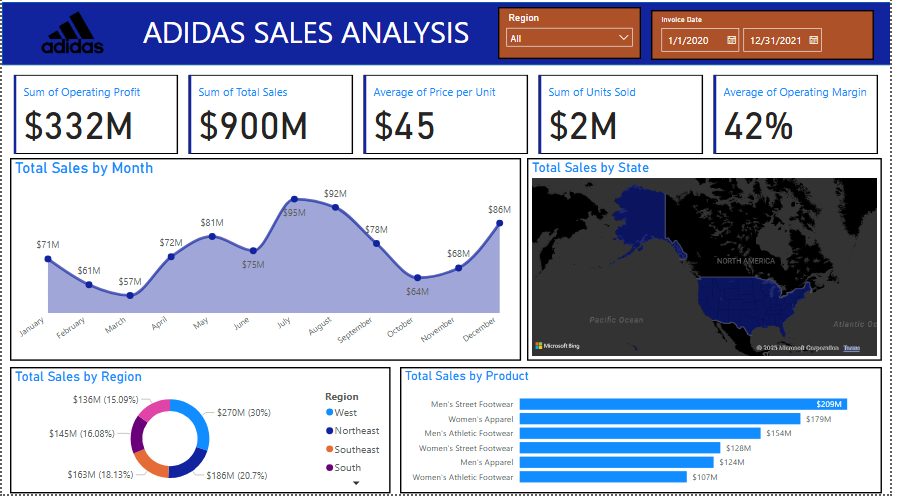 adidas
ADIDAS SALES ANALYSIS
Region
All
Invoice Date
1/1/2020
12/31/2021
Sum of Operating Profit
$332M
Sum of Total Sales
$900M
Average of Price per Unit
$45
Sum of Units Sold
$2M
Average of Operating Margin
42%
Total Sales by Month
$71M
$61M
$57M
$72M
$81M
$75M
$95M
$92M
$78M
$64M
$68M
$86M
January
February
March
April
May
June
July
August
September
October
November
December
Total Sales by State
NORTH AMERICA
Pacific Ocean
Atlantic Oc
Microsoft Bing
© 2025 Microsoft Corporation Terms
Total Sales by Region
$136M (15.09%)
$145M (16.08%)
$163M (18.13%)
$270M (30%)
$186M (20.7%)
Region
West
Northeast
Southeast
South
Total Sales by Product
Men's Street Footwear $209M
Women's Apparel $179M
Men's Athletic Footwear $154M
Women's Street Footwear $128M
Men's Apparel $124M
Women's Athletic Footwear $107M